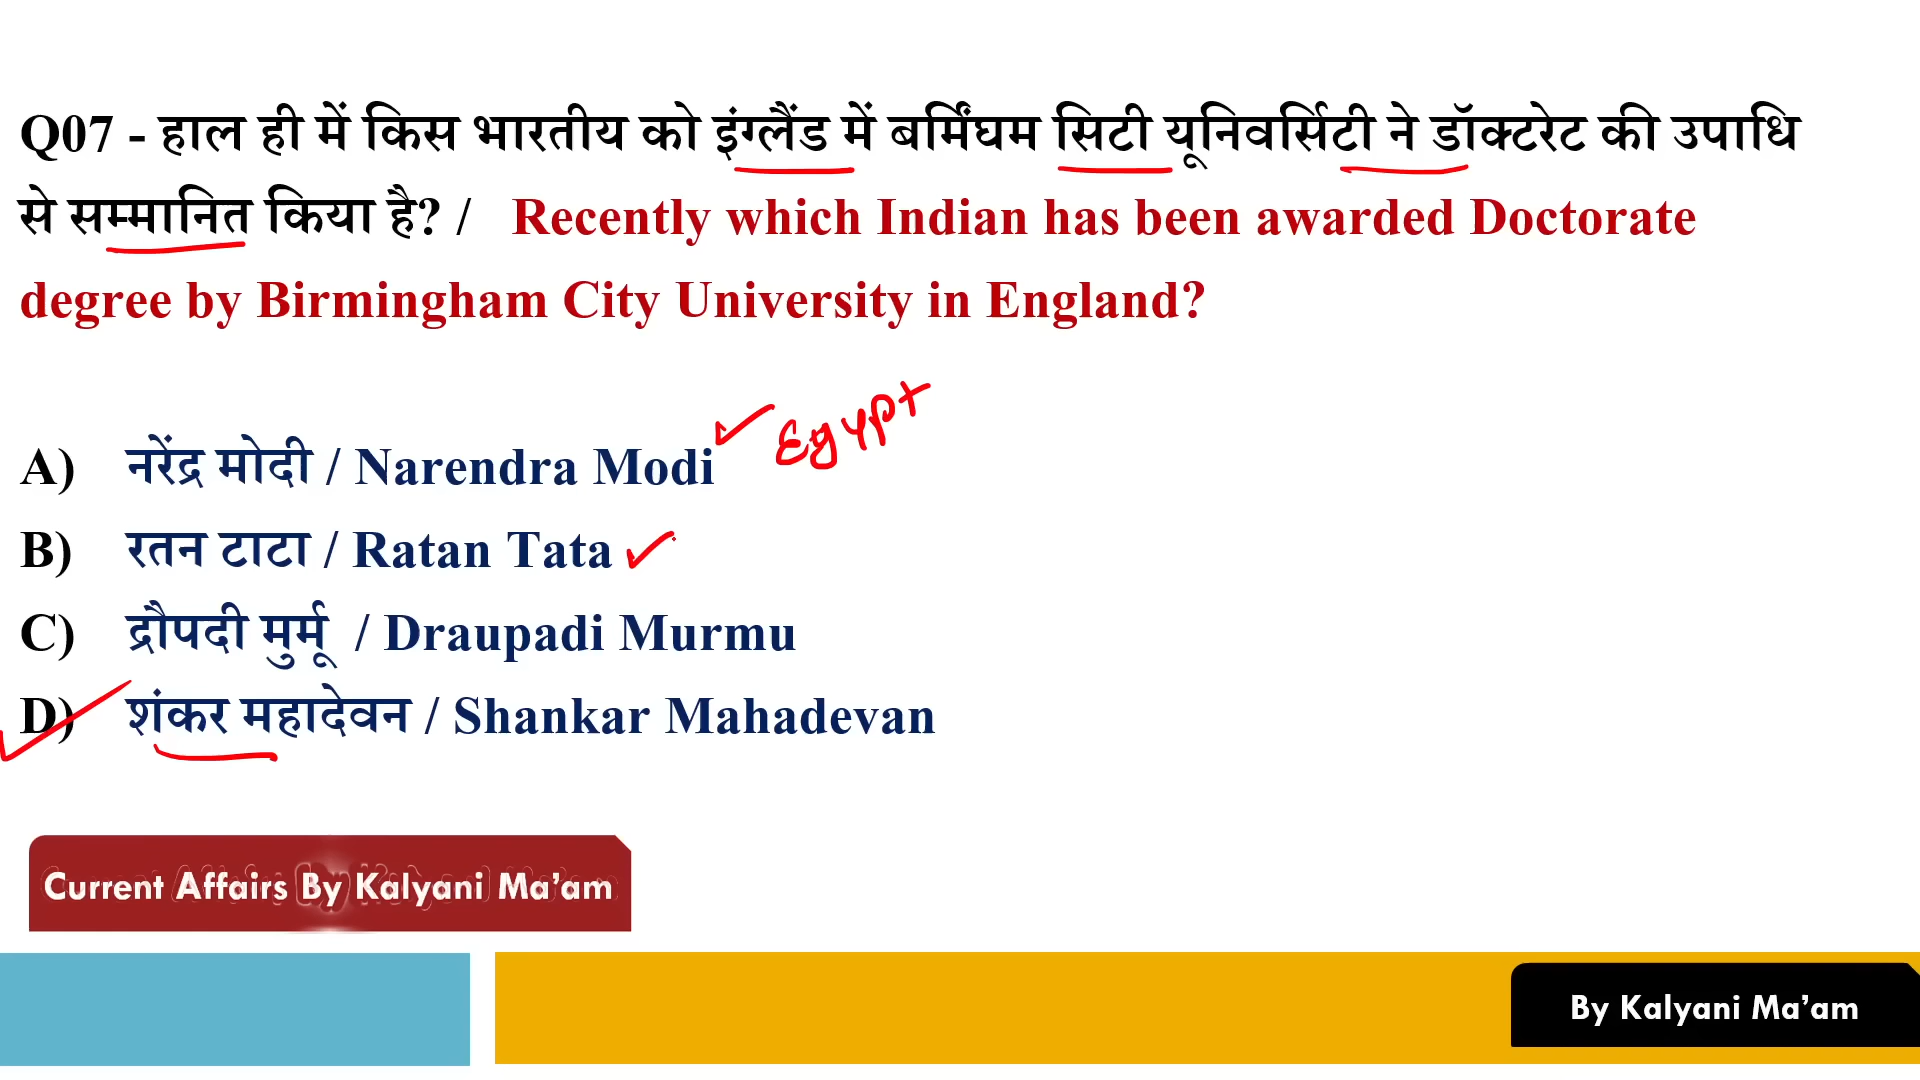 Q07 - हाल ही में किस भारतीय को इंग्लैंड में बर्मिंघम सिटी यूनिवर्सिटी ने डॉक्टरेट की उपाधि
से सम्मानित किया है? / Recently which Indian has been awarded Doctorate
degree by Birmingham City University in England?
A) नरेंद्र मोदी / Narendra Modi Egypt
B) रतन टाटा / Ratan Tata
C) द्रौपदी मुर्मू / Draupadi Murmu
D) शंकर महादेवन / Shankar Mahadevan
Current Affairs By Kalyani Ma'am
By Kalyani Ma'am